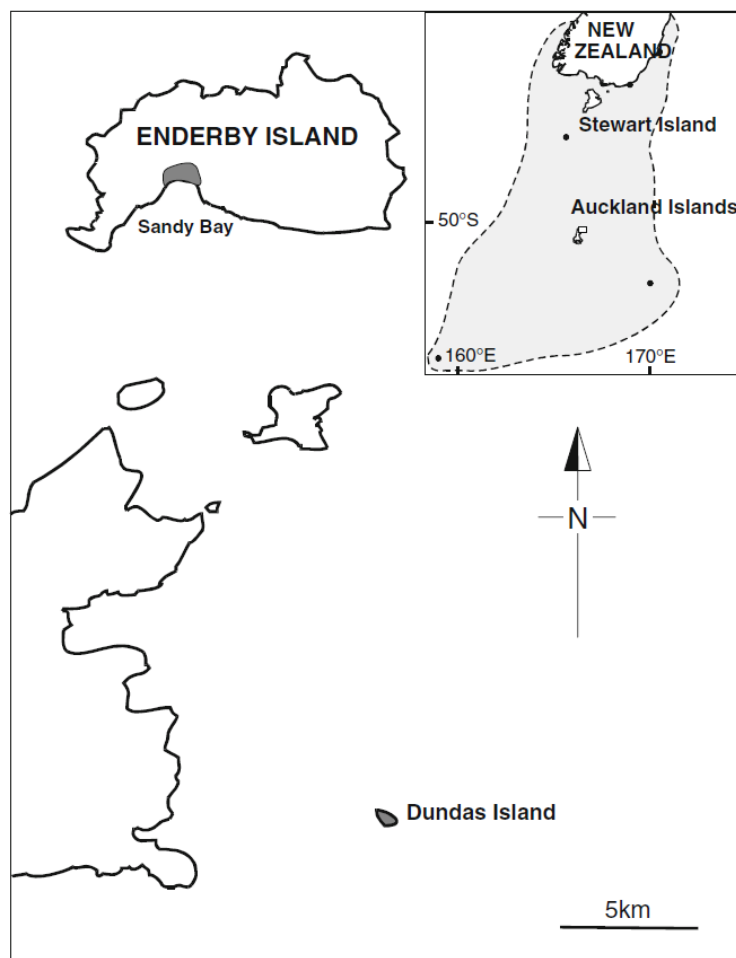 NEW
ZEALAND
Stewart Island
Auckland Islands
50°S
160°E
170°E
ENDERBY ISLAND
Sandy Bay
N
Dundas Island
5km